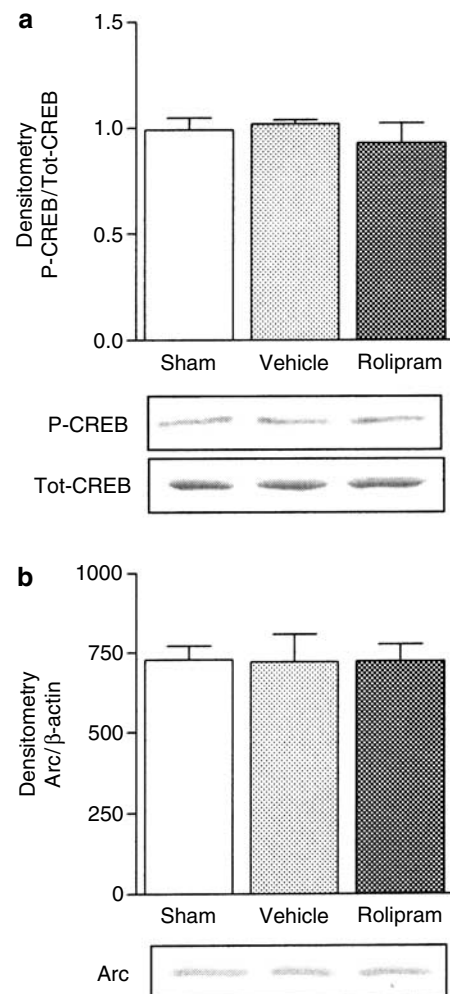 a
Densitometry
P-CREB/Tot-CREB
1.5
1.0
0.5
0.0
Sham Vehicle Rolipram
P-CREB
Tot-CREB
b
Densitometry
Arc/β-actin
1000
750
500
250
0
Sham Vehicle Rolipram
Arc